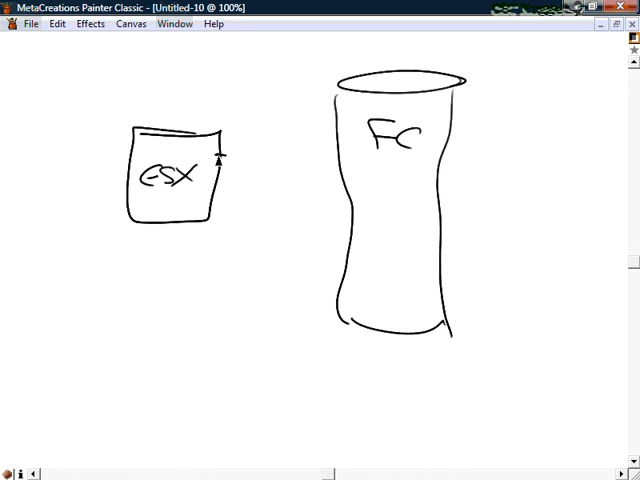 MetaCreations Painter Classic - [Untitled-10 @ 100%]
File Edit Effects Canvas Window Help
FC
ESX